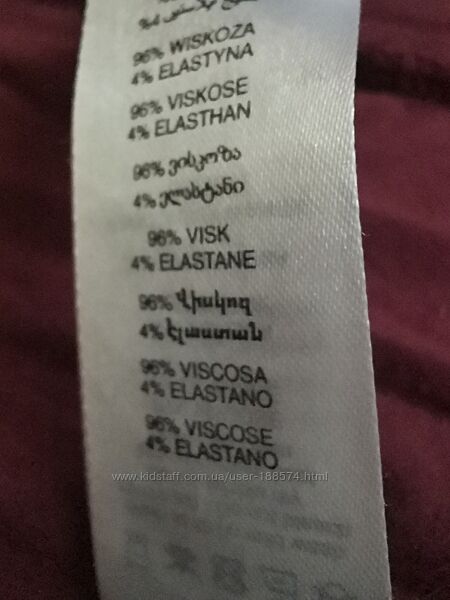 96% WISKOZA
4% ELASTYNA
96% VISKOSE
4% ELASTHAN
96% ვისკოზა
4% ელასტანი
96% VISK
4% ELASTANE
96% Վիսկոզ
4% Էլաստան
96% VISCOSA
4% ELASTANO
96% VISCOSE
4% ELASTANO
www.kidstaff.com.ua/user-188574.html